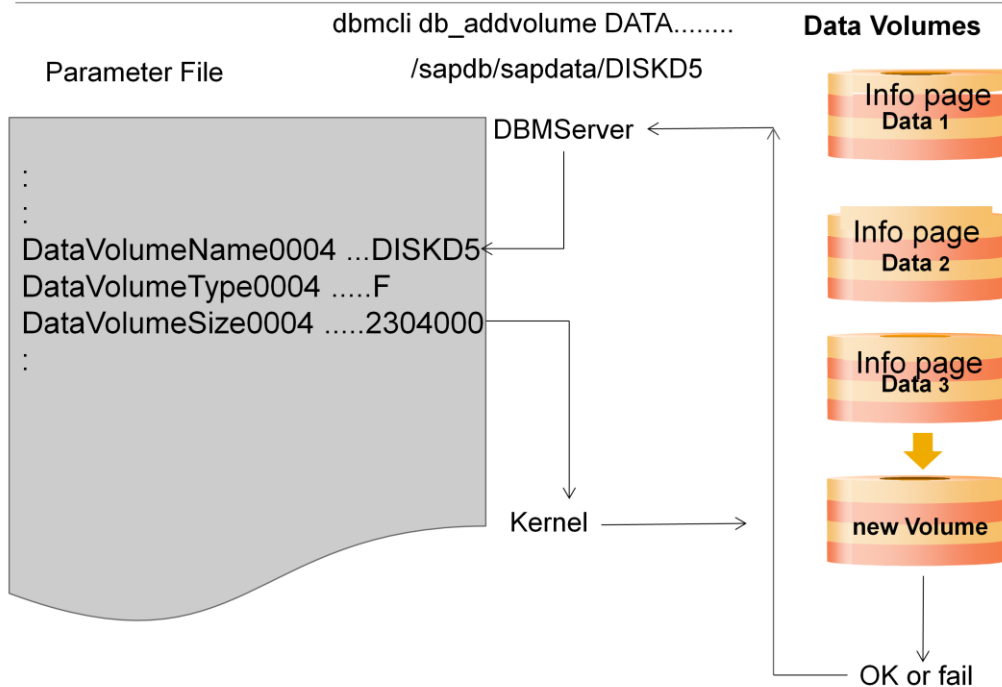 dbmcli db_addvolume DATA........
Data Volumes
Parameter File
/sapdb/sapdata/DISKD5
Info page
Data 1
DBMServer
:
:
DataVolumeName0004 ...DISKD5
DataVolumeType0004 .....F
DataVolumeSize0004 .....2304000
:
Info page
Data 2
Info page
Data 3
Kernel
new Volume
OK or fail